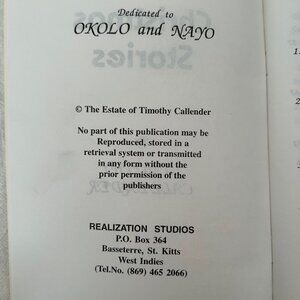 Dedicated to
OKOLO and NAYO
© The Estate of Timothy Callender
No part of this publication may be
Reproduced, stored in a
retrieval system or transmitted
in any form without the
prior permission of the
publishers
REALIZATION STUDIOS
P.O. Box 364
Basseterre, St. Kitts
West Indies
(Tel.No. (869) 465 2066)
1.
2